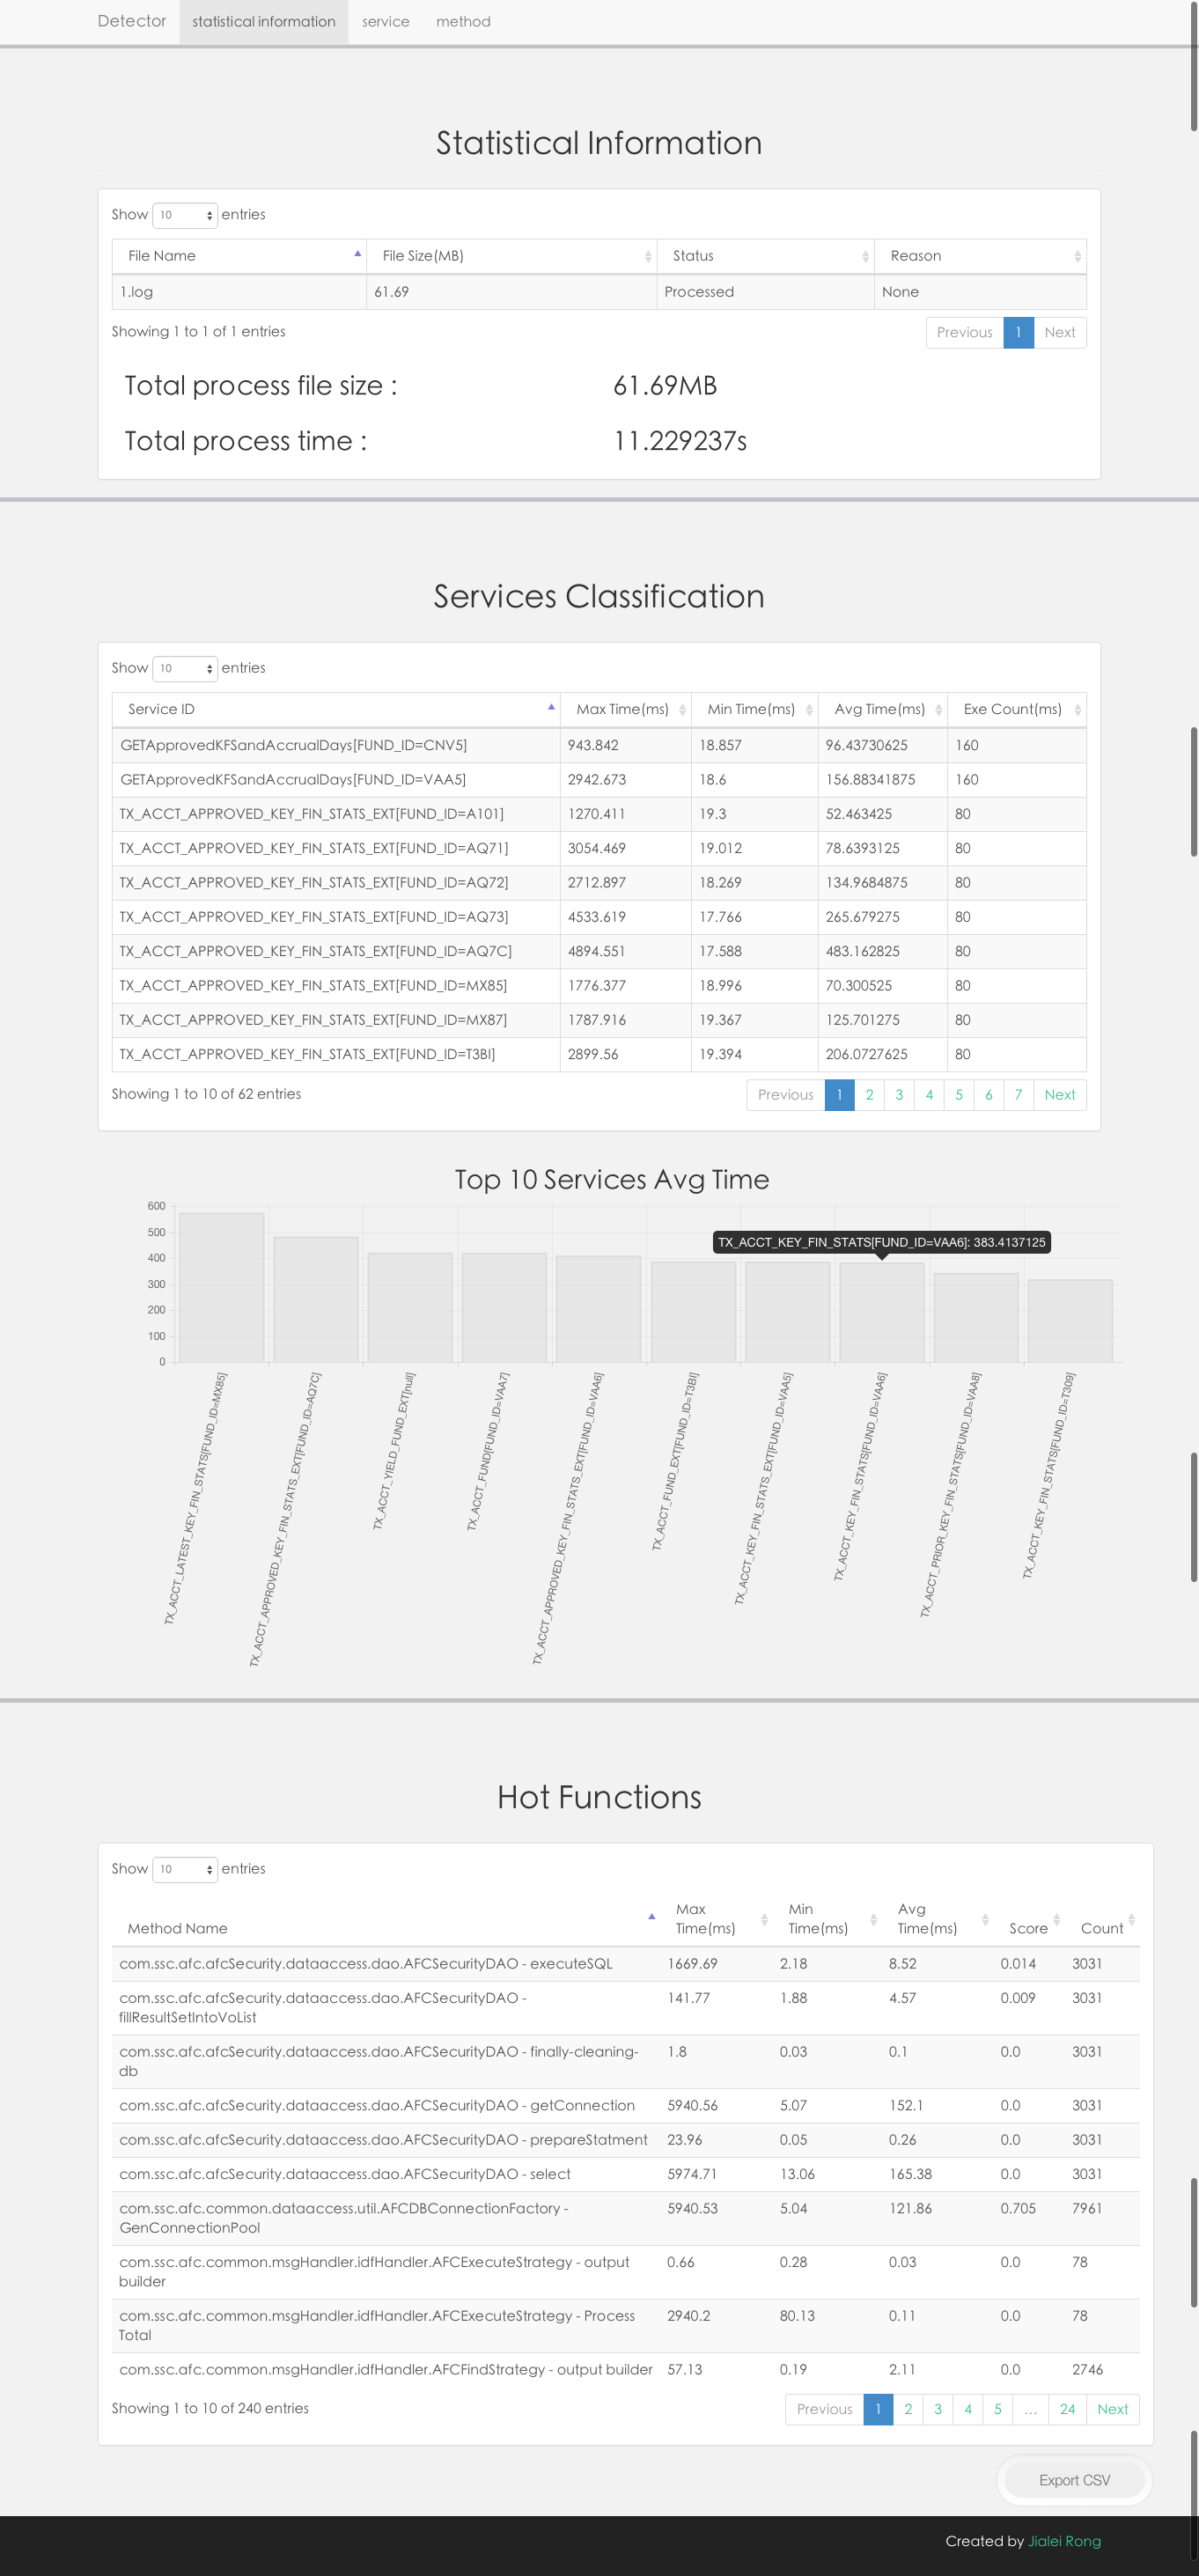 Detector statistical information service method
Statistical Information
Show 10 entries
File Name File Size(MB) Status Reason
1.log 61.69 Processed None
Showing 1 to 1 of 1 entries Previous 1 Next
Total process file size : 61.69MB
Total process time : 11.229237s
Services Classification
Show 10 entries
Service ID Max Time(ms) Min Time(ms) Avg Time(ms) Exe Count(ms)
GETApprovedKFSandAccrualDays[FUND_ID=CNV5] 943.842 18.857 96.43730625 160
GETApprovedKFSandAccrualDays[FUND_ID=VAA5] 2942.673 18.6 156.88341875 160
TX_ACCT_APPROVED_KEY_FIN_STATS_EXT[FUND_ID=A101] 1270.411 19.3 52.463425 80
TX_ACCT_APPROVED_KEY_FIN_STATS_EXT[FUND_ID=AQ71] 3054.469 19.012 78.6393125 80
TX_ACCT_APPROVED_KEY_FIN_STATS_EXT[FUND_ID=AQ72] 2712.897 18.269 134.9684875 80
TX_ACCT_APPROVED_KEY_FIN_STATS_EXT[FUND_ID=AQ73] 4533.619 17.766 265.679275 80
TX_ACCT_APPROVED_KEY_FIN_STATS_EXT[FUND_ID=AQ7C] 4894.551 17.588 483.162825 80
TX_ACCT_APPROVED_KEY_FIN_STATS_EXT[FUND_ID=MX85] 1776.377 18.996 70.300525 80
TX_ACCT_APPROVED_KEY_FIN_STATS_EXT[FUND_ID=MX87] 1787.916 19.367 125.701275 80
TX_ACCT_APPROVED_KEY_FIN_STATS_EXT[FUND_ID=T3BI] 2899.56 19.394 206.0727625 80
Showing 1 to 10 of 62 entries Previous 1 2 3 4 5 6 7 Next
Top 10 Services Avg Time
600
500
TX_ACCT_KEY_FIN_STATS[FUND_ID=VAA6]: 383.4137125
400
300
200
100
0
TX_ACCT_LATEST_KEY_FIN_STATS[FUND_ID=MX85]
TX_ACCT_APPROVED_KEY_FIN_STATS_EXT[FUND_ID=AQ7C]
TX_ACCT_YIELD_FUND_EXT[null]
TX_ACCT_FUND[FUND_ID=VAA7]
TX_ACCT_APPROVED_KEY_FIN_STATS_EXT[FUND_ID=VAA6]
TX_ACCT_FUND_EXT[FUND_ID=T3BI]
TX_ACCT_KEY_FIN_STATS_EXT[FUND_ID=VAA5]
TX_ACCT_KEY_FIN_STATS[FUND_ID=VAA6]
TX_ACCT_PRIOR_KEY_FIN_STATS[FUND_ID=VAA8]
TX_ACCT_KEY_FIN_STATS[FUND_ID=T309]
Hot Functions
Show 10 entries
Method Name Max Time(ms) Min Time(ms) Avg Time(ms) Score Count
com.ssc.afc.afcSecurity.dataaccess.dao.AFCSecurityDAO - executeSQL 1669.69 2.18 8.52 0.014 3031
com.ssc.afc.afcSecurity.dataaccess.dao.AFCSecurityDAO - 141.77 1.88 4.57 0.009 3031
fillResultSetIntoVoList
com.ssc.afc.afcSecurity.dataaccess.dao.AFCSecurityDAO - finally-cleaning- 1.8 0.03 0.1 0.0 3031
db
com.ssc.afc.afcSecurity.dataaccess.dao.AFCSecurityDAO - getConnection 5940.56 5.07 152.1 0.0 3031
com.ssc.afc.afcSecurity.dataaccess.dao.AFCSecurityDAO - prepareStatment 23.96 0.05 0.26 0.0 3031
com.ssc.afc.afcSecurity.dataaccess.dao.AFCSecurityDAO - select 5974.71 13.06 165.38 0.0 3031
com.ssc.afc.common.dataaccess.util.AFCDBConnectionFactory - 5940.53 5.04 121.86 0.705 7961
GenConnectionPool
com.ssc.afc.common.msgHandler.idfHandler.AFCExecuteStrategy - output 0.66 0.28 0.03 0.0 78
builder
com.ssc.afc.common.msgHandler.idfHandler.AFCExecuteStrategy - Process 2940.2 80.13 0.11 0.0 78
Total
com.ssc.afc.common.msgHandler.idfHandler.AFCFindStrategy - output builder 57.13 0.19 2.11 0.0 2746
Showing 1 to 10 of 240 entries Previous 1 2 3 4 5 … 24 Next
Export CSV
Created by Jialei Rong